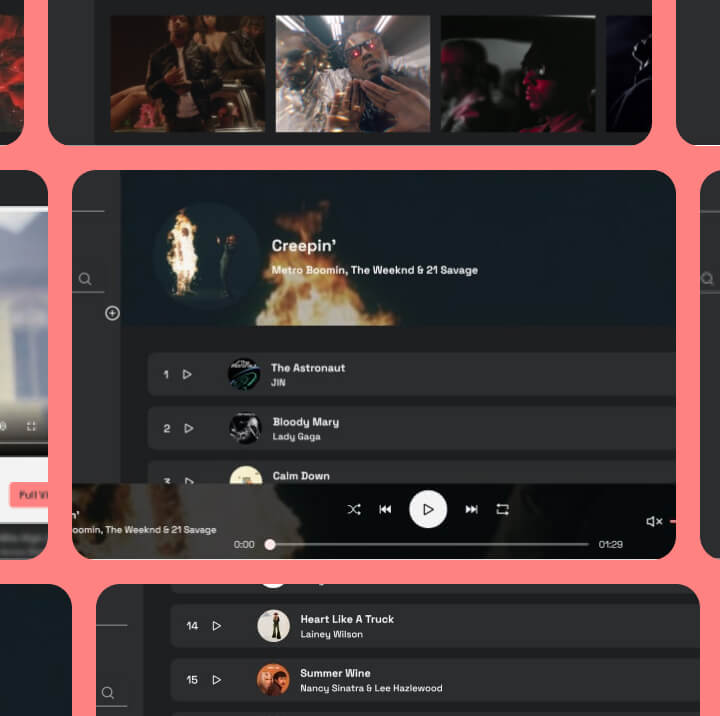 Creepin'
Metro Boomin, The Weeknd & 21 Savage
1
The Astronaut
JIN
2
Bloody Mary
Lady Gaga
3
Calm Down
Full Vi
n'
oomin, The Weeknd & 21 Savage
0:00
01:29
14
Heart Like A Truck
Lainey Wilson
15
Summer Wine
Nancy Sinatra & Lee Hazlewood